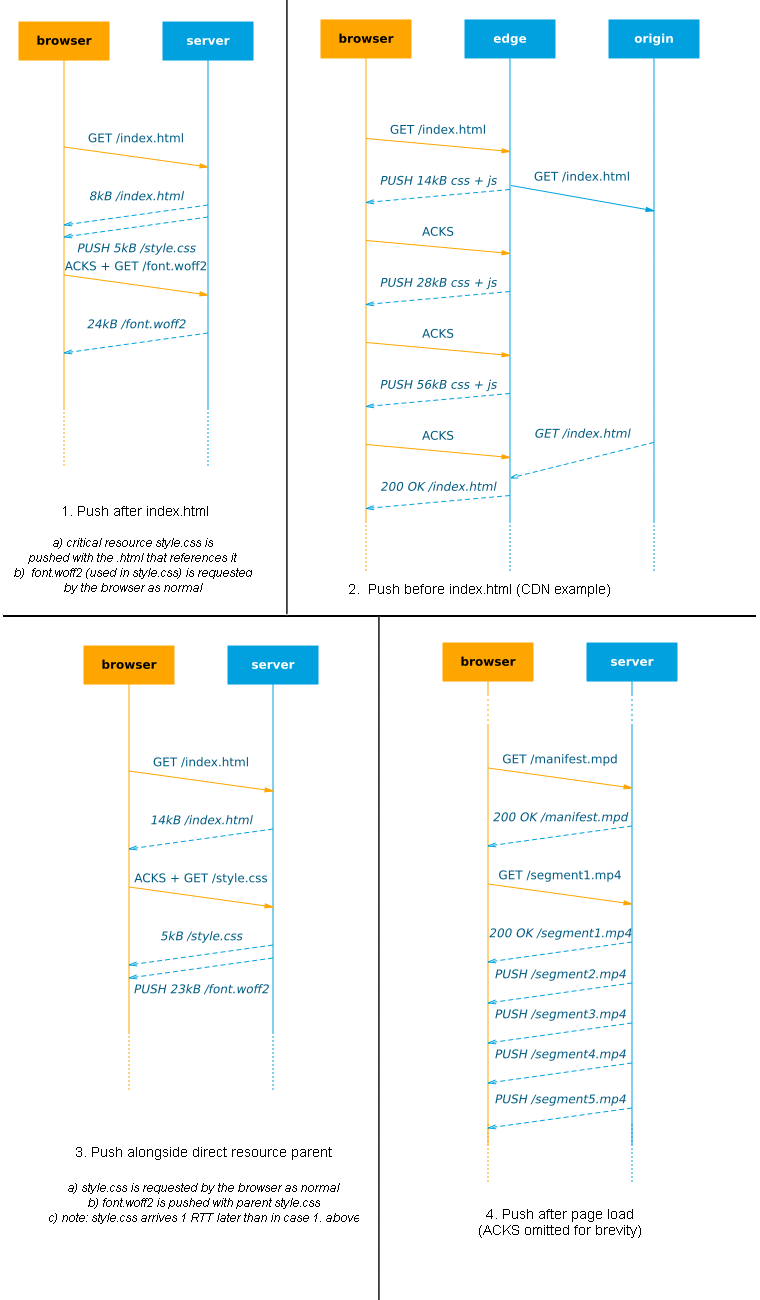 browser
server
GET /index.html
8kB /index.html
PUSH 5kB /style.css
ACKS + GET /font.woff2
24kB /font.woff2
1. Push after index.html
a) critical resource style.css is
pushed with the .html that references it
b) font.woff2 (used in style.css) is requested
by the browser as normal
browser
edge
origin
GET /index.html
GET /index.html
PUSH 14kB css + js
ACKS
PUSH 28kB css + js
ACKS
PUSH 56kB css + js
ACKS
GET /index.html
200 OK /index.html
2. Push before index.html (CDN example)
browser
server
GET /index.html
14kB /index.html
ACKS + GET /style.css
5kB /style.css
PUSH 23kB /font.woff2
3. Push alongside direct resource parent
a) style.css is requested by the browser as normal
b) font.woff2 is pushed with parent style.css
c) note: style.css arrives 1 RTT later than in case 1. above
browser
server
GET /manifest.mpd
200 OK /manifest.mpd
GET /segment1.mp4
200 OK /segment1.mp4
PUSH /segment2.mp4
PUSH /segment3.mp4
PUSH /segment4.mp4
PUSH /segment5.mp4
4. Push after page load
(ACKS omitted for brevity)